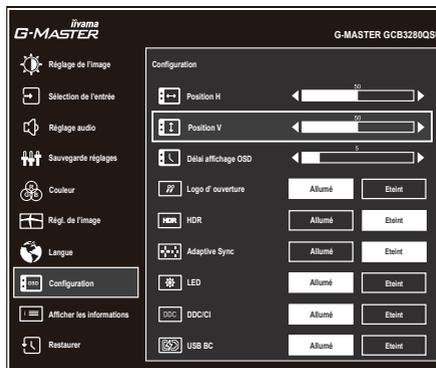 iiyama
G-MASTER
G-MASTER GCB3280QSU
Réglage de l'image
Configuration
Sélection de l'entrée
Position H
50
Réglage audio
Position V
50
Sauvegarde réglages
Délai affichage OSD
5
Couleur
Logo d' ouverture
Allumé
Eteint
Régl. de l'image
HDR
HDR
Allumé
Eteint
Langue
Adaptive Sync
Allumé
Eteint
OSD
Configuration
LED
Allumé
Eteint
Afficher les informations
DDC
DDC/CI
Allumé
Eteint
Restaurer
USB BC
Allumé
Eteint